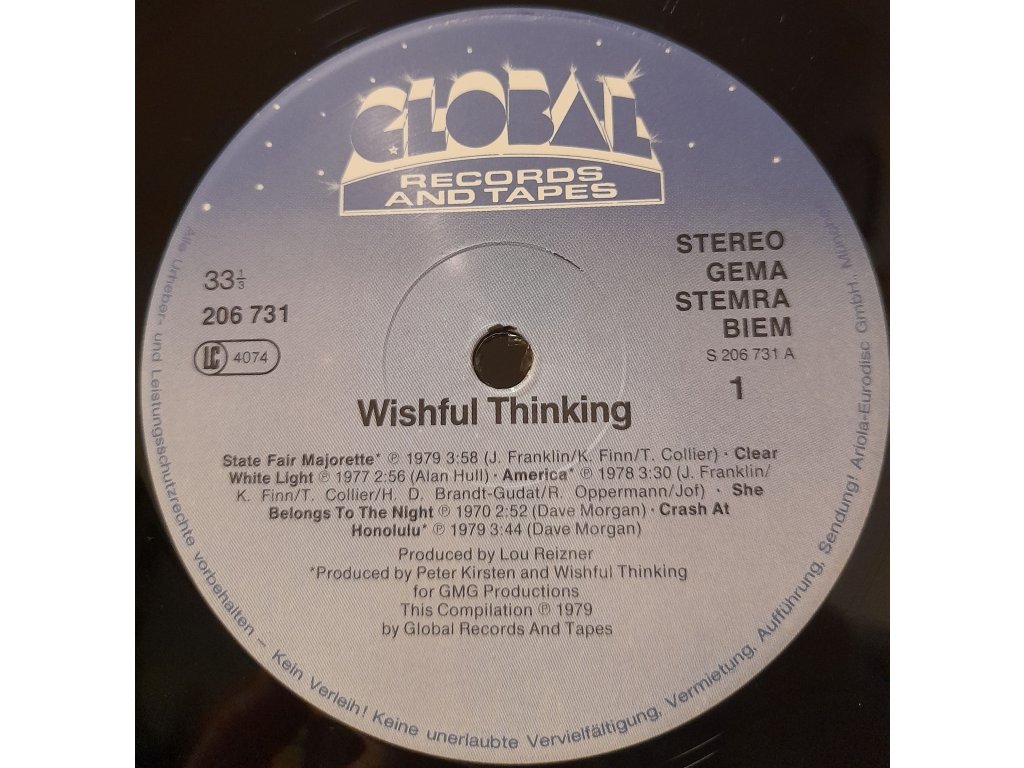 GLOBAL
RECORDS
AND TAPES
33⅓
206 731
LC 4074
STEREO
GEMA
STEMRA
BIEM
S 206 731 A
1
Wishful Thinking
State Fair Majorette* ℗ 1979 3:58 (J. Franklin/K. Finn/T. Collier) · Clear
White Light ℗ 1977 2:56 (Alan Hull) · America* ℗ 1978 3:30 (J. Franklin/
K. Finn/T. Collier/H. D. Brandt-Gudat/R. Oppermann/Jof) · She
Belongs To The Night ℗ 1970 2:52 (Dave Morgan) · Crash At
Honolulu* ℗ 1979 3:44 (Dave Morgan)
Produced by Lou Reizner
*Produced by Peter Kirsten and Wishful Thinking
for GMG Productions
This Compilation ℗ 1979
by Global Records And Tapes
Alle Urheber- und Leistungsschutzrechte vorbehalten – Kein Verleih! Keine unerlaubte Vervielfältigung, Vermietung, Aufführung, Sendung! Ariola-Eurodisc GmbH., München